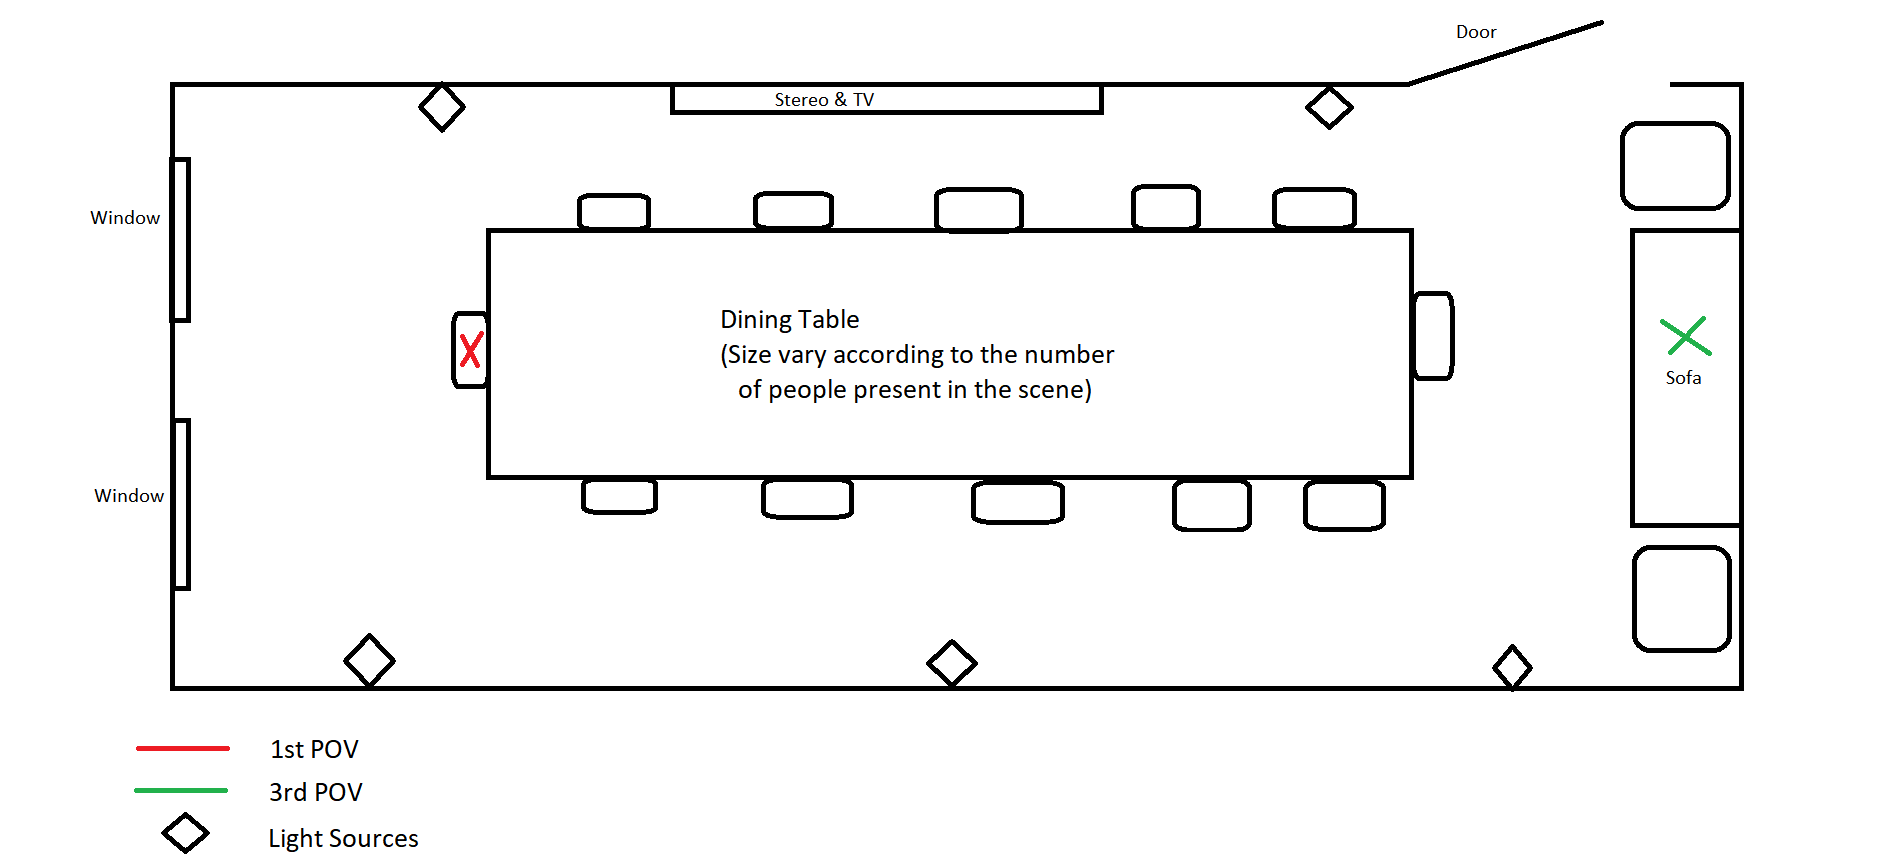 Door
Stereo & TV
Window
Dining Table
(Size vary according to the number
of people present in the scene)
Sofa
Window
1st POV
3rd POV
Light Sources